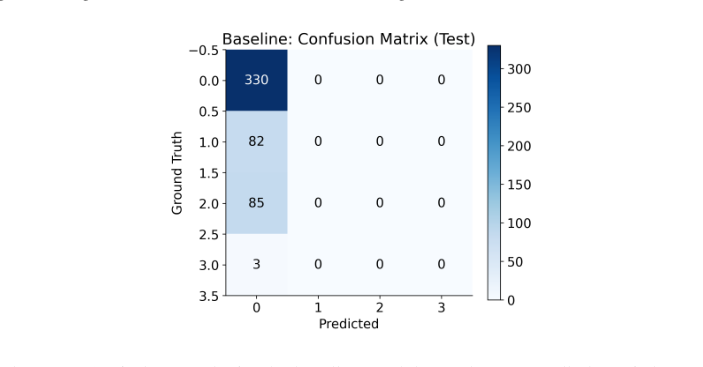 Baseline: Confusion Matrix (Test)
−0.5
0.0 330 0 0 0 300
0.5 250
1.0 82 0 0 0 200
1.5 150
2.0 85 0 0 0 100
2.5 50
3.0 3 0 0 0
3.5 0
0 1 2 3
Ground Truth
Predicted